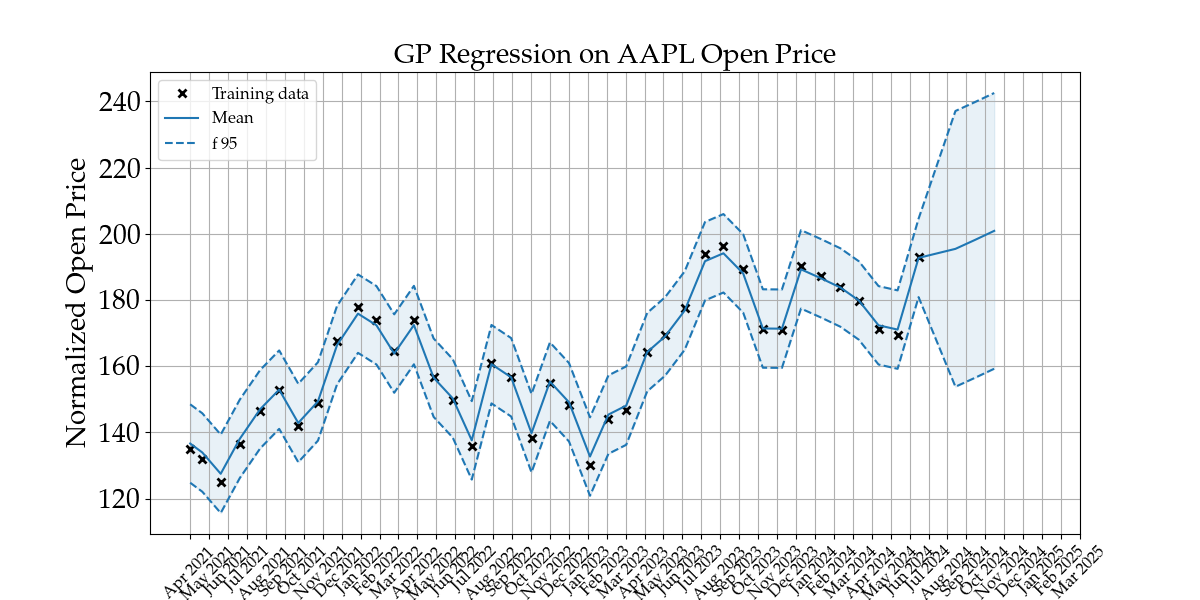 GP Regression on AAPL Open Price
Training data
Mean
f 95
Normalized Open Price
240
220
200
180
160
140
120
Apr 2021
May 2021
Jun 2021
Jul 2021
Aug 2021
Sep 2021
Oct 2021
Nov 2021
Dec 2021
Jan 2022
Feb 2022
Mar 2022
Apr 2022
May 2022
Jun 2022
Jul 2022
Aug 2022
Sep 2022
Oct 2022
Nov 2022
Dec 2022
Jan 2023
Feb 2023
Mar 2023
Apr 2023
May 2023
Jun 2023
Jul 2023
Aug 2023
Sep 2023
Oct 2023
Nov 2023
Dec 2023
Jan 2024
Feb 2024
Mar 2024
Apr 2024
May 2024
Jun 2024
Jul 2024
Aug 2024
Sep 2024
Oct 2024
Nov 2024
Dec 2024
Jan 2025
Feb 2025
Mar 2025